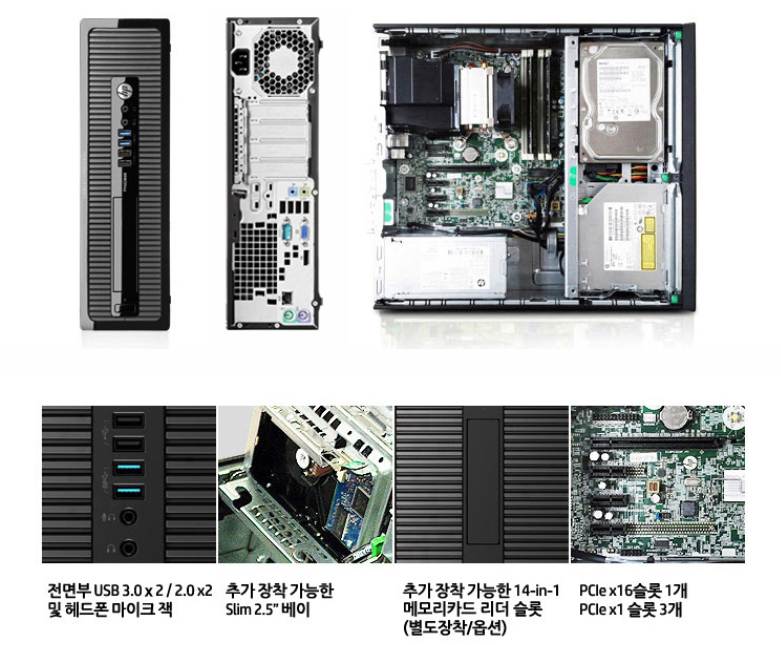 hp
전면부 USB 3.0 x 2 / 2.0 x2
및 헤드폰 마이크 잭
추가 장착 가능한
Slim 2.5" 베이
추가 장착 가능한 14-in-1
메모리카드 리더 슬롯
(별도장착/옵션)
PCIe x16슬롯 1개
PCIe x1 슬롯 3개